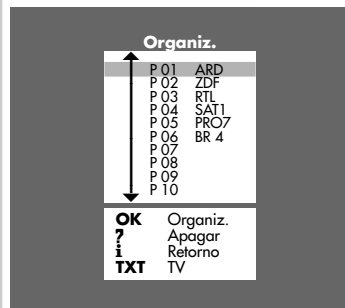 Organiz.
P 01 ARD
P 02 ZDF
P 03 RTL
P 04 SAT1
P 05 PRO7
P 06 BR 4
P 07
P 08
P 09
P 10
OK Organiz.
? Apagar
i Retorno
TXT TV